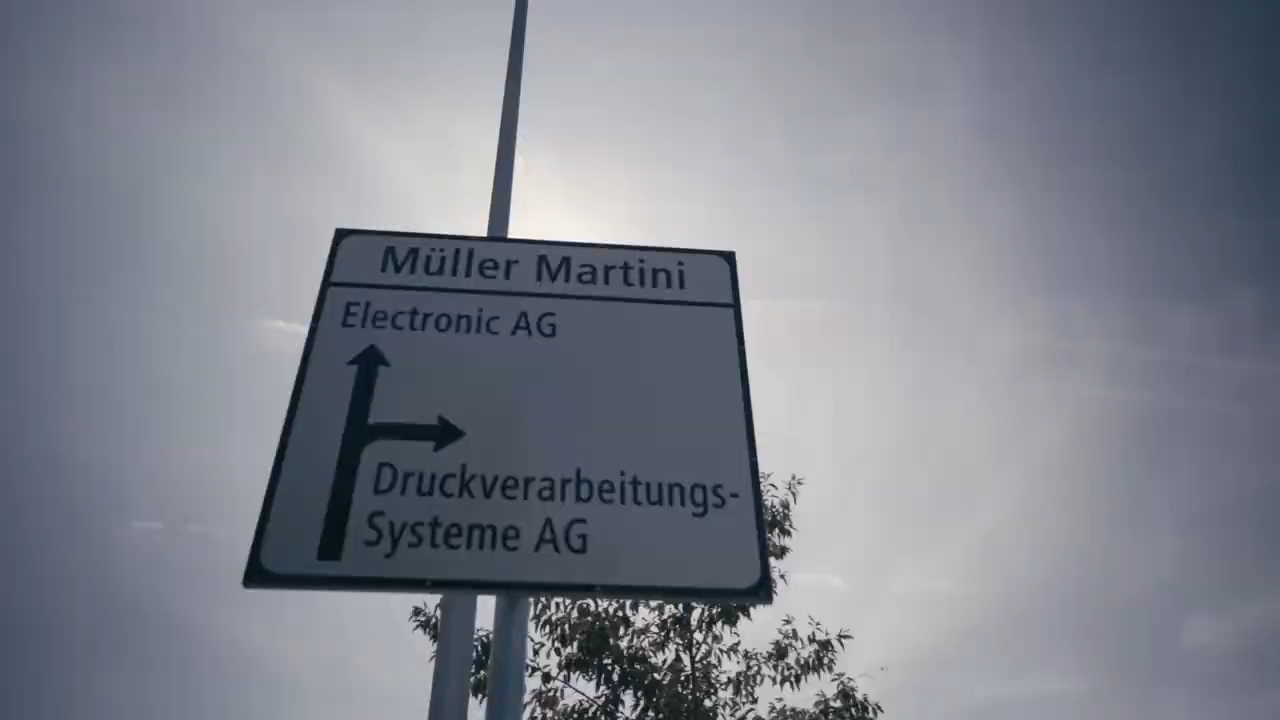 Müller Martini
Electronic AG
Druckverarbeitungs-
Systeme AG